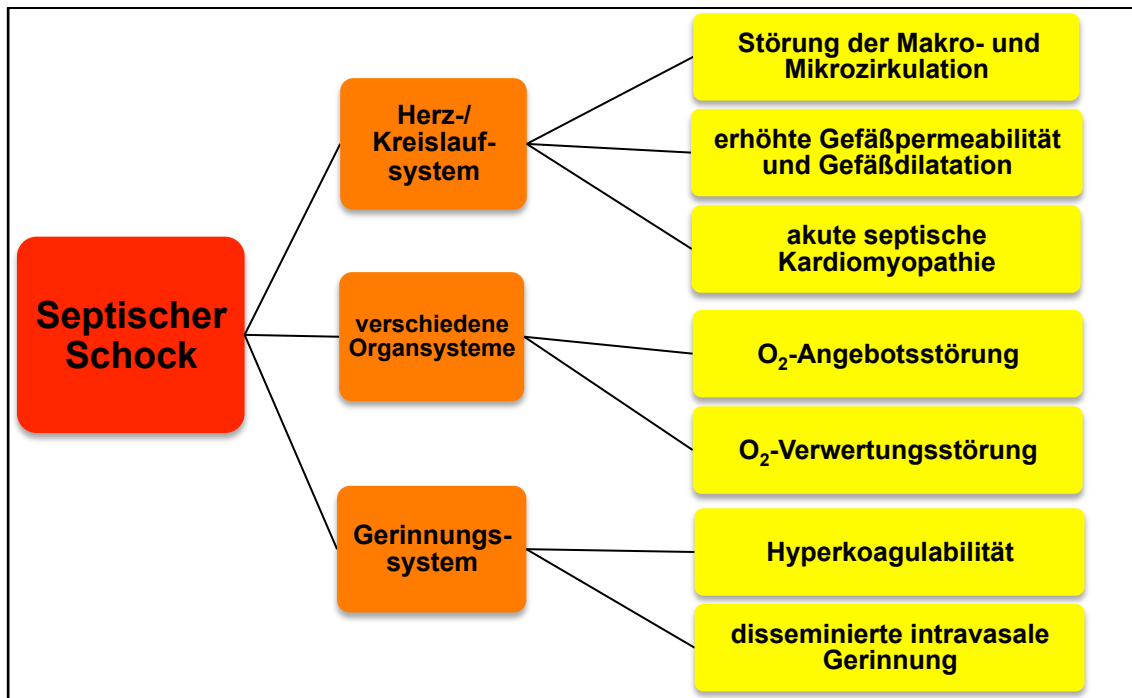 Septischer
Schock
Herz-/
Kreislauf-
system
verschiedene
Organsysteme
Gerinnungs-
system
Störung der Makro- und
Mikrozirkulation
erhöhte Gefäßpermeabilität
und Gefäßdilatation
akute septische
Kardiomyopathie
O₂-Angebotsstörung
O₂-Verwertungsstörung
Hyperkoagulabilität
disseminierte intravasale
Gerinnung